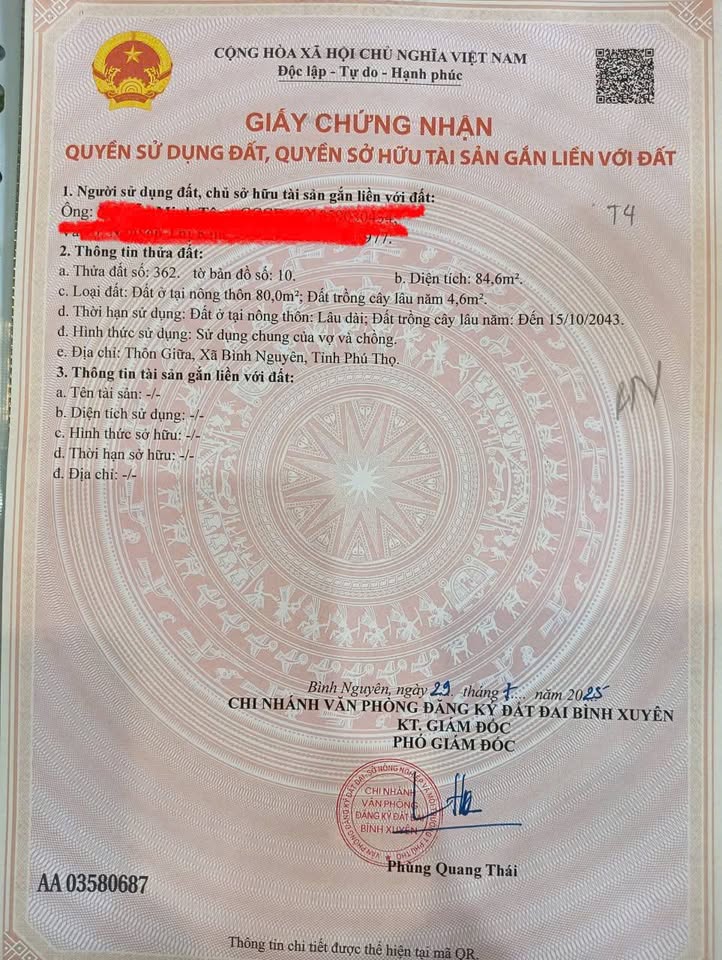 CỘNG HÒA XÃ HỘI CHỦ NGHĨA VIỆT NAM
Độc lập - Tự do - Hạnh phúc
GIẤY CHỨNG NHẬN
QUYỀN SỬ DỤNG ĐẤT, QUYỀN SỞ HỮU TÀI SẢN GẮN LIỀN VỚI ĐẤT
1. Người sử dụng đất, chủ sở hữu tài sản gắn liền với đất:
Ông:
T4
2. Thông tin thửa đất:
a. Thửa đất số: 362. tờ bản đồ số: 10. b. Diện tích: 84,6m².
c. Loại đất: Đất ở tại nông thôn 80,0m²; Đất trồng cây lâu năm 4,6m².
d. Thời hạn sử dụng: Đất ở tại nông thôn: Lâu dài; Đất trồng cây lâu năm: Đến 15/10/2043.
đ. Hình thức sử dụng: Sử dụng chung của vợ và chồng.
e. Địa chỉ: Thôn Giữa, Xã Bình Nguyên, Tỉnh Phú Thọ.
3. Thông tin tài sản gắn liền với đất:
a. Tên tài sản: -/-
b. Diện tích sử dụng: -/-
c. Hình thức sở hữu: -/-
d. Thời hạn sở hữu: -/-
đ. Địa chỉ: -/-
Bình Nguyên, ngày 29. tháng 7.... năm 2025
CHI NHÁNH VĂN PHÒNG ĐĂNG KÝ ĐẤT ĐAI BÌNH XUYÊN
KT. GIÁM ĐỐC
PHÓ GIÁM ĐỐC
CHI NHÁNH
VĂN PHÒNG
ĐĂNG KÝ ĐẤT
BÌNH XUYÊN
Phùng Quang Thái
AA 03580687
Thông tin chi tiết được thể hiện tại mã QR